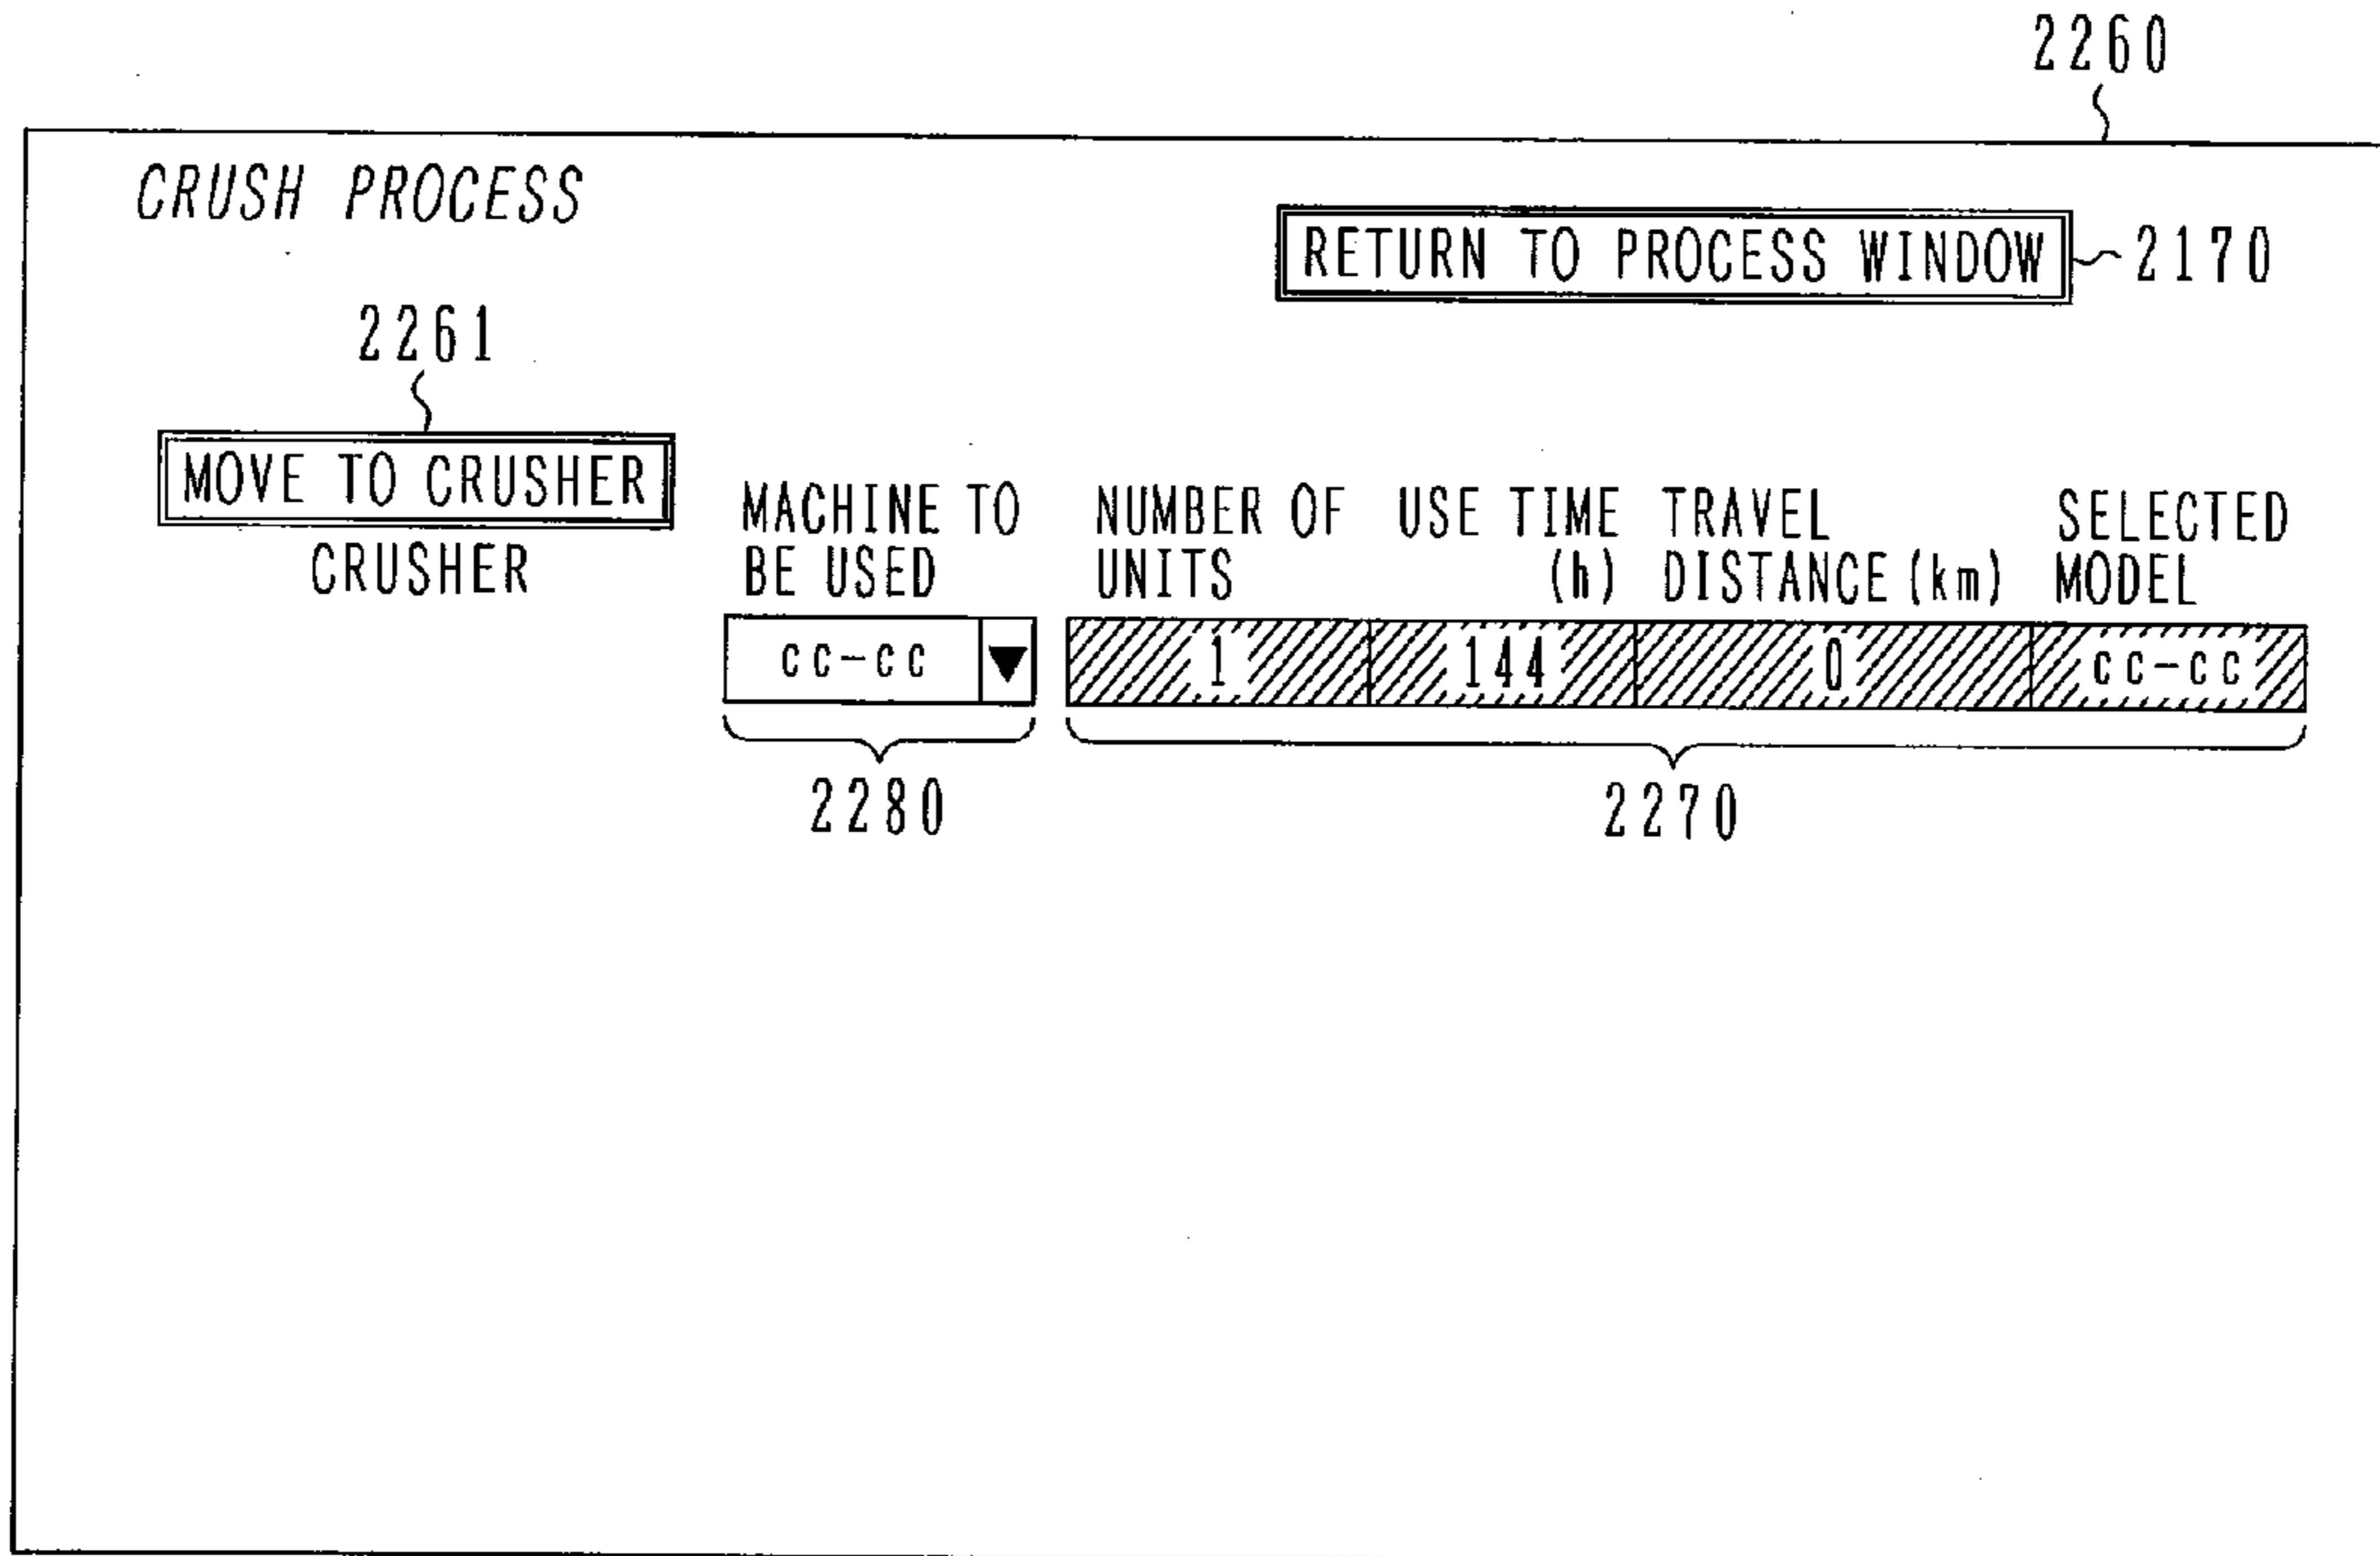 2260
CRUSH PROCESS
RETURN TO PROCESS WINDOW 2170
2261
MOVE TO CRUSHER
CRUSHER
MACHINE TO BE USED
NUMBER OF UNITS
USE TIME (h)
TRAVEL DISTANCE (km)
SELECTED MODEL
cc-cc 1 144 0 cc-cc
2280 2270